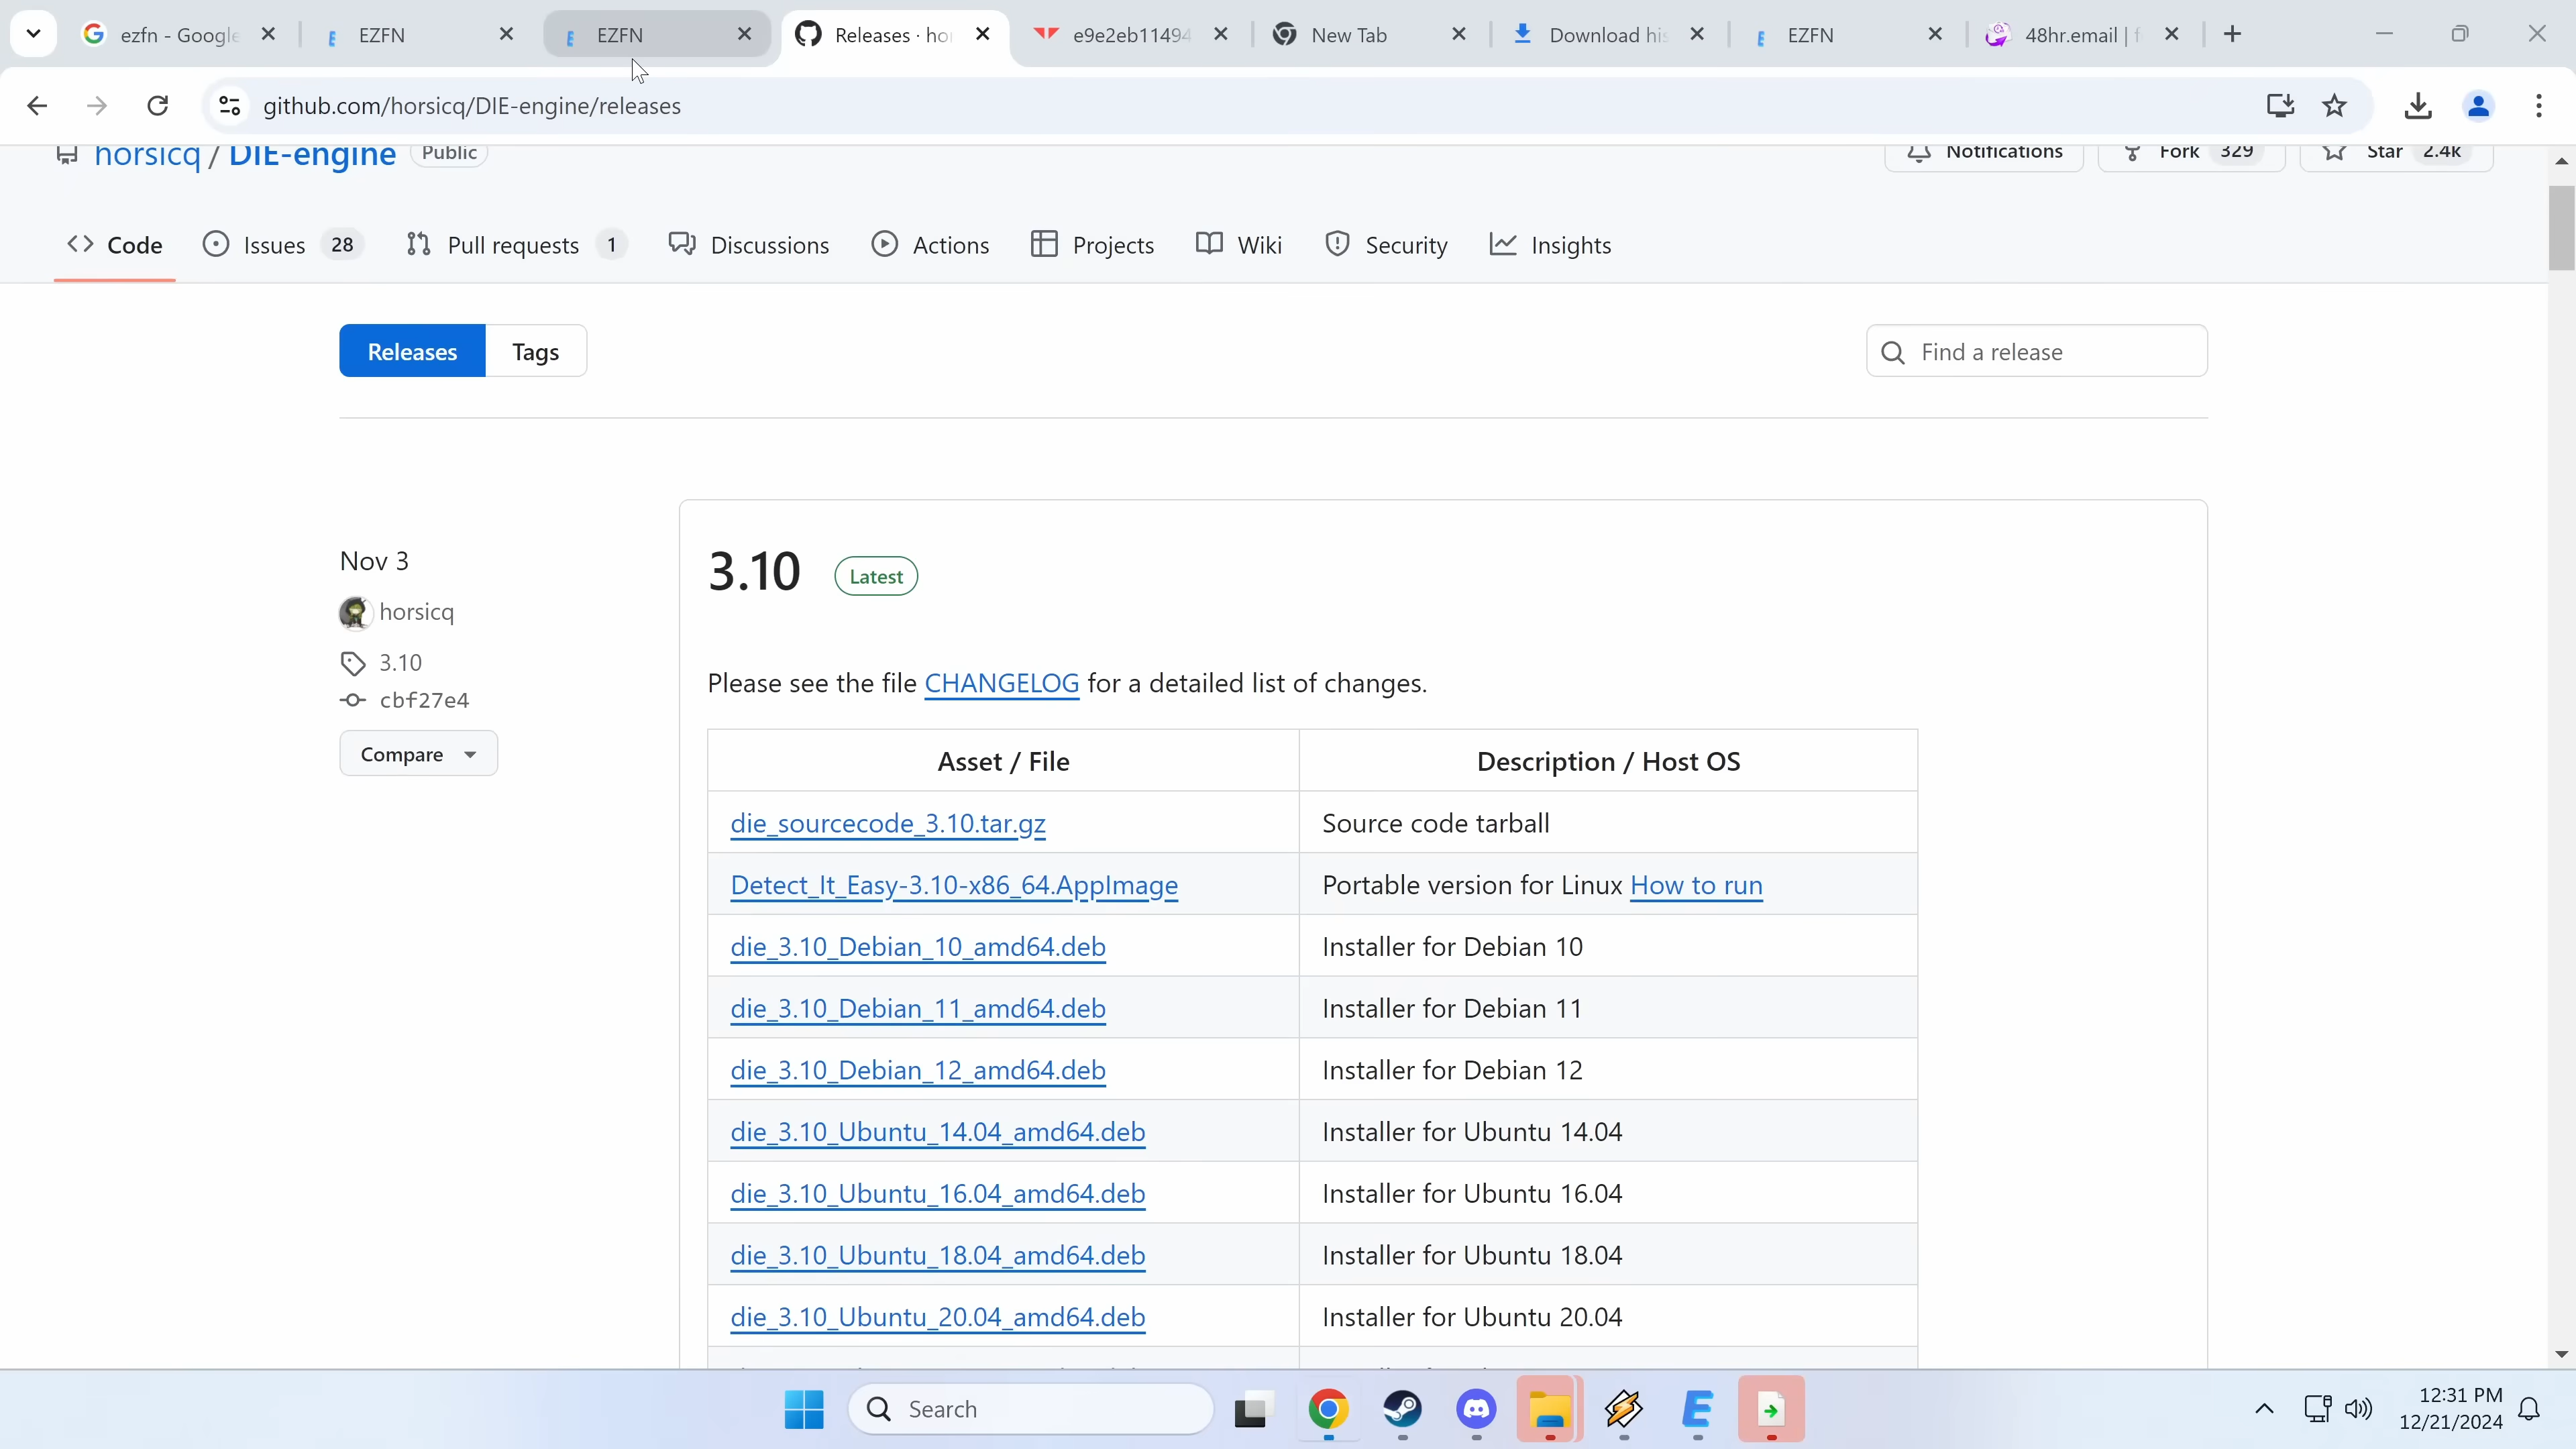 ezfn - Google
EZFN
EZFN
Releases · ho
e9e2eb11494
New Tab
Download his
EZFN
48hr.email | f
github.com/horsicq/DIE-engine/releases
horsicq / DIE-engine Public
Notifications
Fork 329
Star 2.4k
Code
Issues 28
Pull requests 1
Discussions
Actions
Projects
Wiki
Security
Insights
Releases
Tags
Find a release
Nov 3
horsicq
3.10
cbf27e4
Compare
3.10 Latest
Please see the file CHANGELOG for a detailed list of changes.
Asset / File Description / Host OS
die_sourcecode_3.10.tar.gz Source code tarball
Detect_It_Easy-3.10-x86_64.AppImage Portable version for Linux How to run
die_3.10_Debian_10_amd64.deb Installer for Debian 10
die_3.10_Debian_11_amd64.deb Installer for Debian 11
die_3.10_Debian_12_amd64.deb Installer for Debian 12
die_3.10_Ubuntu_14.04_amd64.deb Installer for Ubuntu 14.04
die_3.10_Ubuntu_16.04_amd64.deb Installer for Ubuntu 16.04
die_3.10_Ubuntu_18.04_amd64.deb Installer for Ubuntu 18.04
die_3.10_Ubuntu_20.04_amd64.deb Installer for Ubuntu 20.04
Search
12:31 PM
12/21/2024